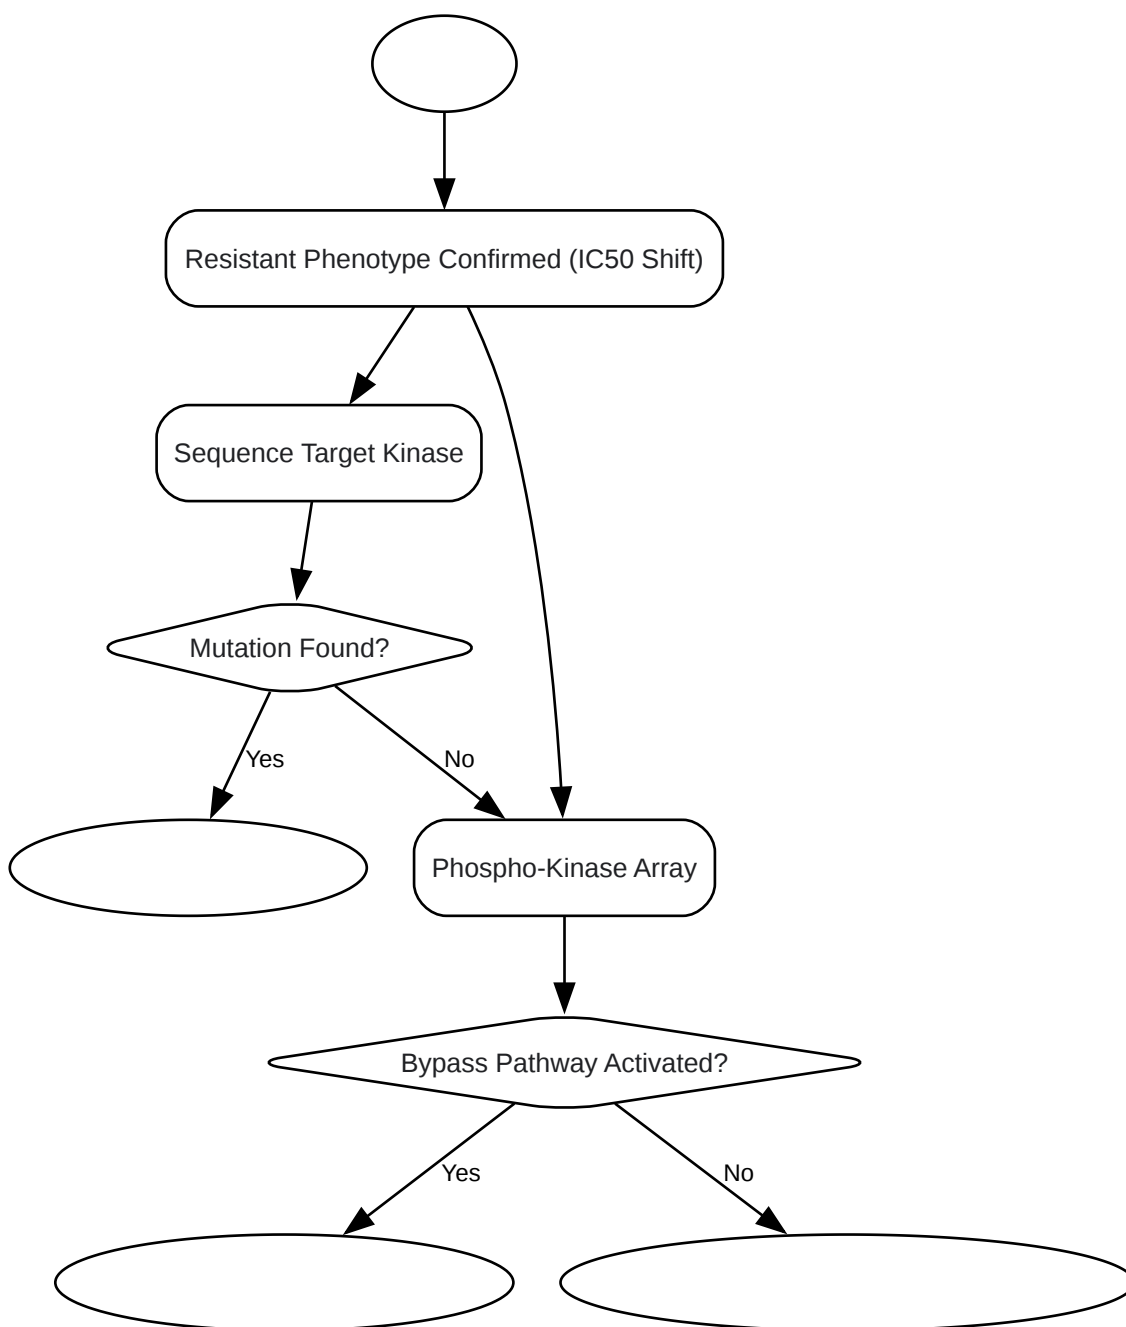 Resistant Phenotype Confirmed (IC50 Shift)
Sequence Target Kinase
Mutation Found?
Yes
No
Phospho-Kinase Array
Bypass Pathway Activated?
Yes
No